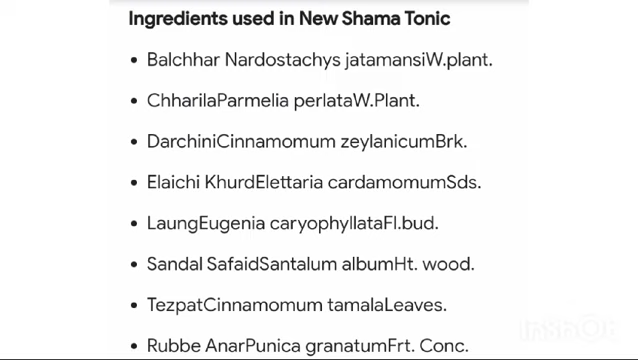 Ingredients used in New Shama Tonic
• Balchhar Nardostachys jatamansiW.plant.
• ChharilaParmelia perlataW.Plant.
• DarchiniCinnamomum zeylanicumBrk.
• Elaichi KhurdElettaria cardamomumSds.
• LaungEugenia caryophyllataFl.bud.
• Sandal SafaidSantalum albumHt. wood.
• TezpatCinnamomum tamalaLeaves.
• Rubbe AnarPunica granatumFrt. Conc.
INSHOT